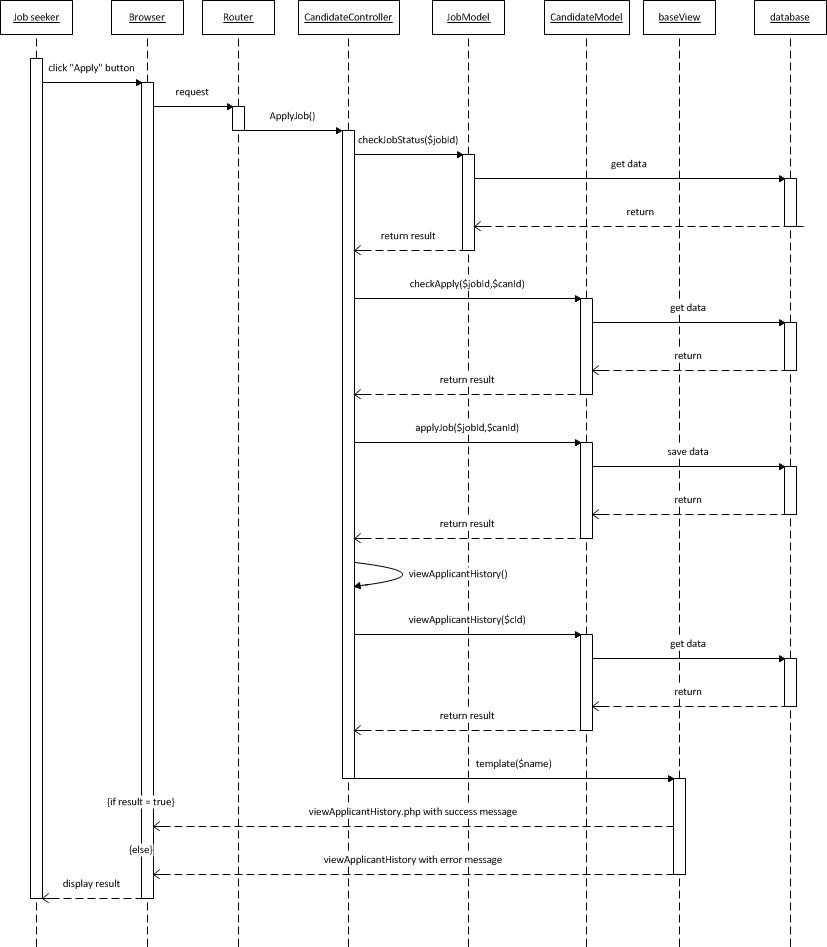 Job seeker
Browser
Router
CandidateController
JobModel
CandidateModel
baseView
database
click "Apply" button
request
ApplyJob()
checkJobStatus($jobId)
get data
return
return result
checkApply($jobId,$canId)
get data
return
return result
applyJob($jobId,$canId)
save data
return
return result
viewApplicantHistory()
viewApplicantHistory($cId)
get data
return
return result
template($name)
{if result = true}
viewApplicantHistory.php with success message
{else}
viewApplicantHistory with error message
display result